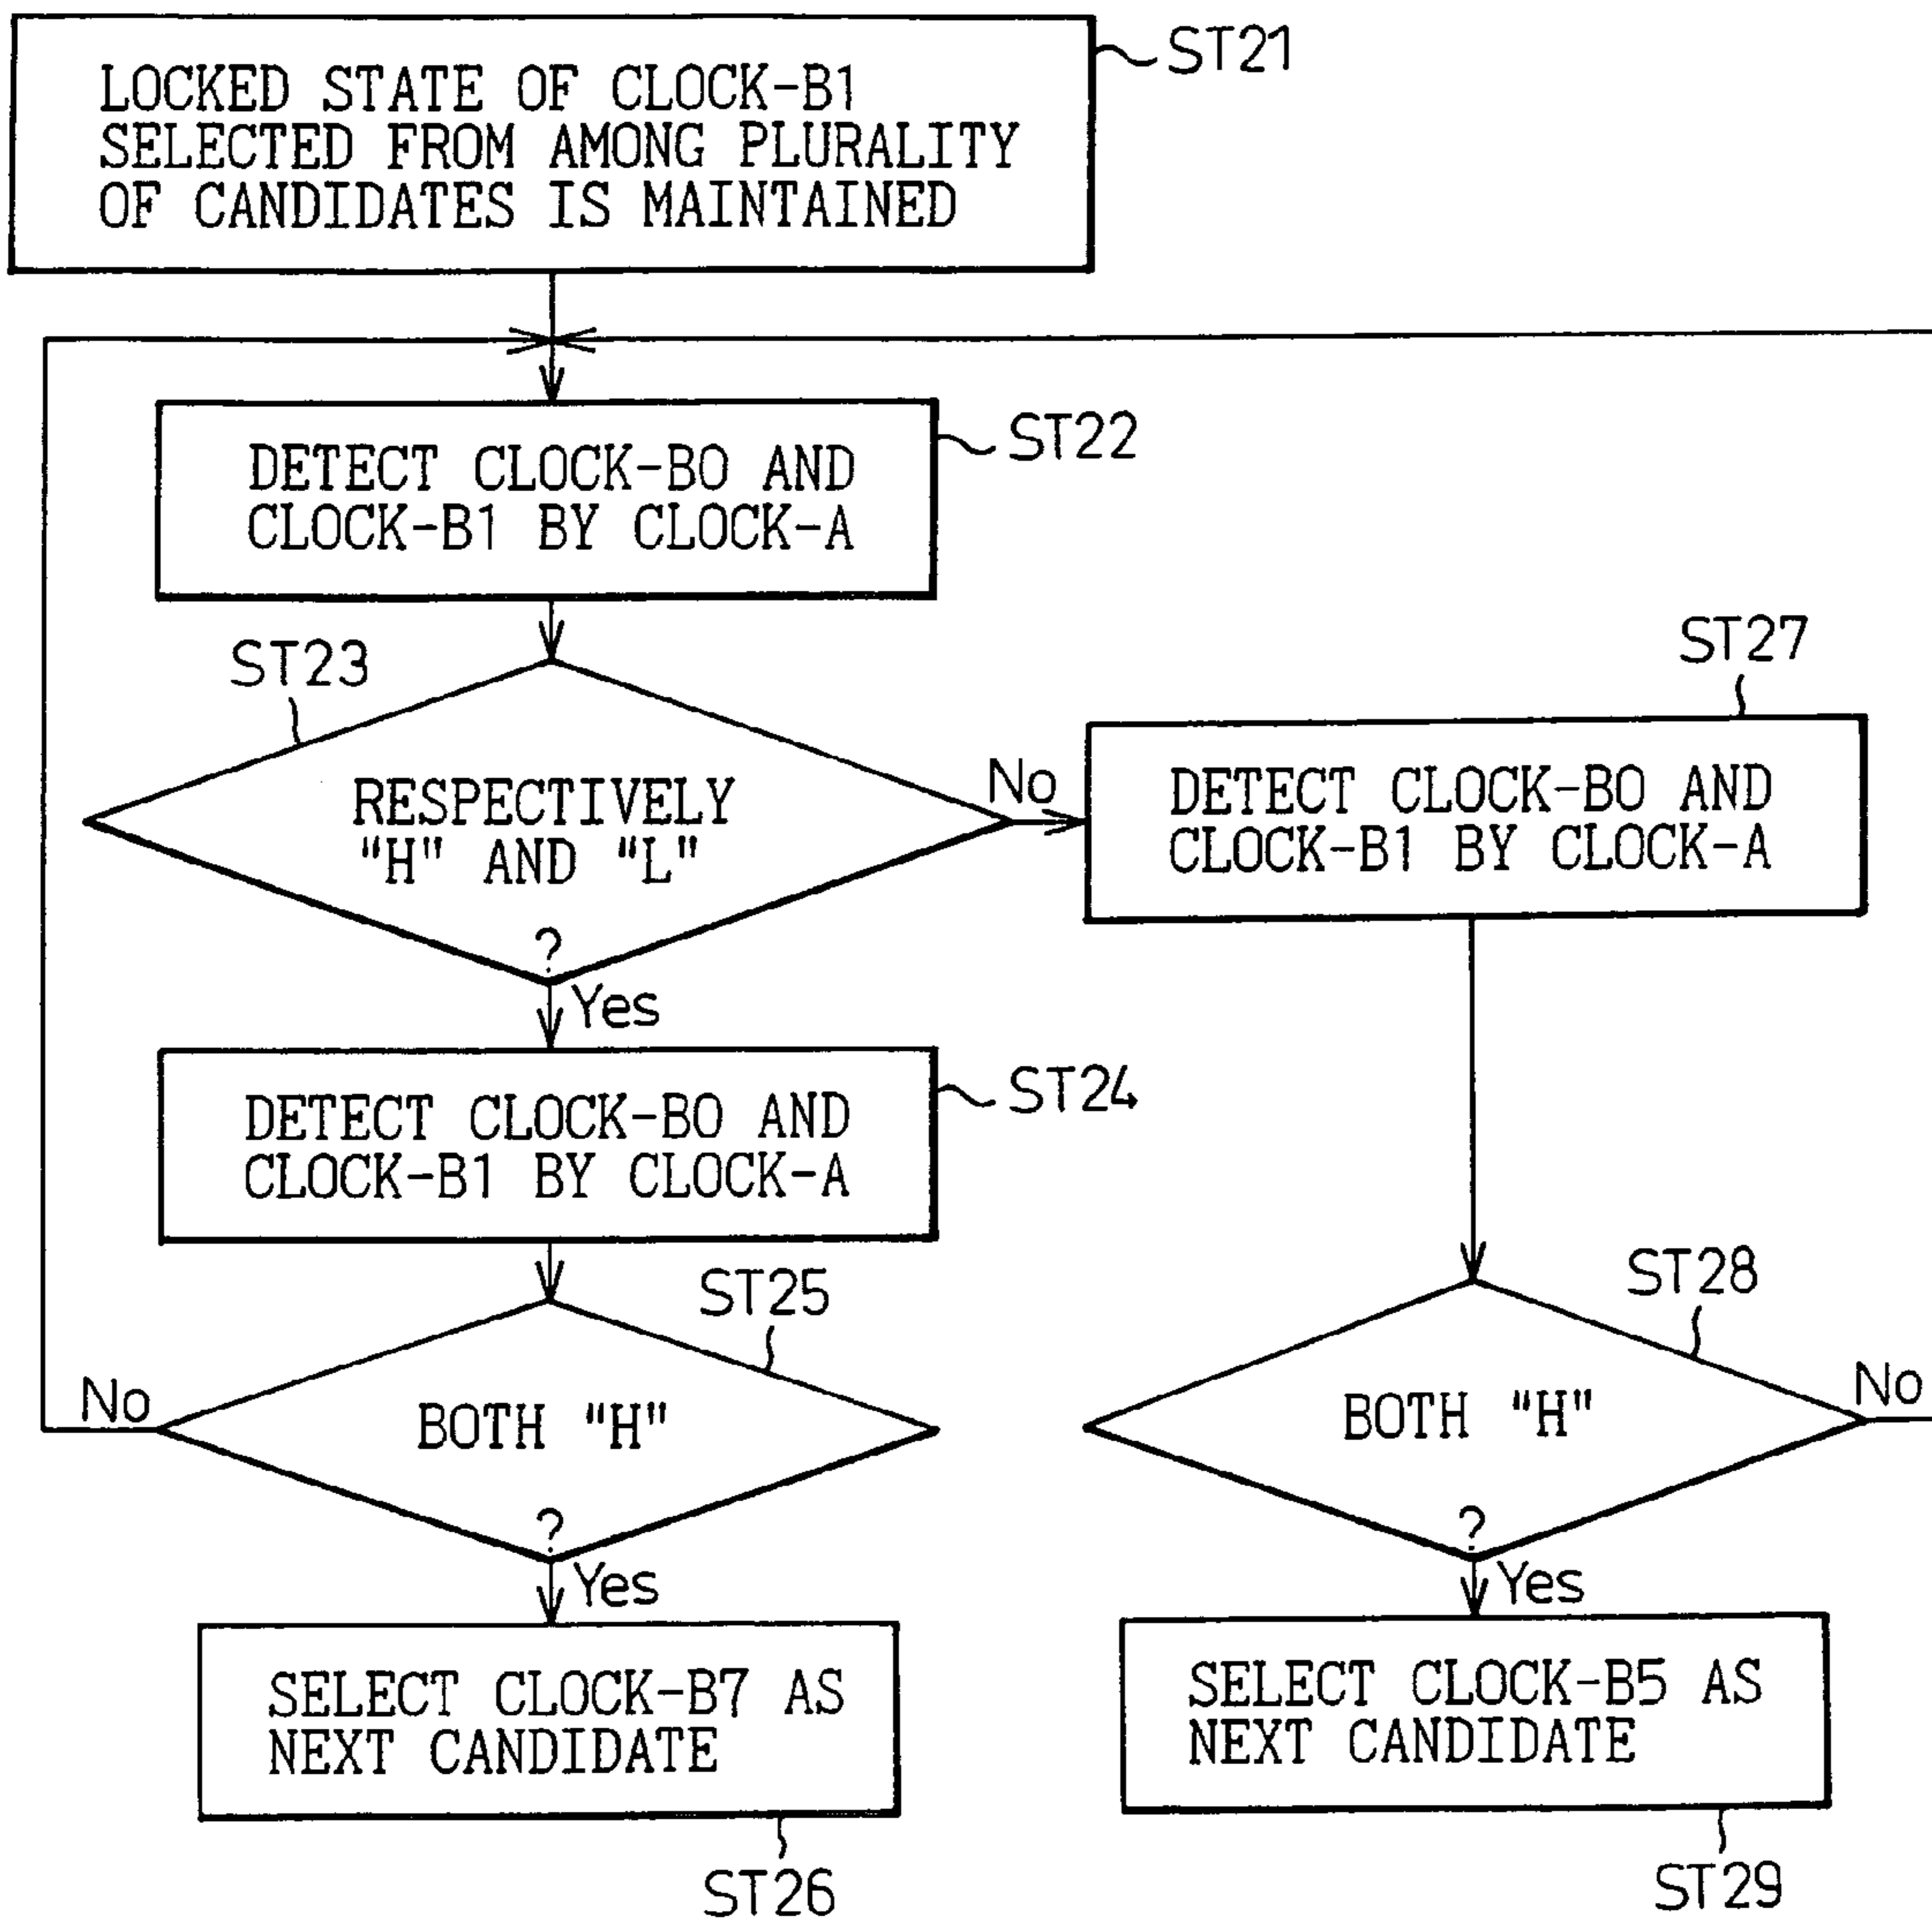 LOCKED STATE OF CLOCK-B1
SELECTED FROM AMONG PLURALITY
OF CANDIDATES IS MAINTAINED
ST21
DETECT CLOCK-B0 AND
CLOCK-B1 BY CLOCK-A
ST22
ST23
RESPECTIVELY
"H" AND "L"
?
No
Yes
ST27
DETECT CLOCK-B0 AND
CLOCK-B1 BY CLOCK-A
DETECT CLOCK-B0 AND
CLOCK-B1 BY CLOCK-A
ST24
ST25
BOTH "H"
?
No
Yes
ST28
BOTH "H"
?
No
Yes
SELECT CLOCK-B7 AS
NEXT CANDIDATE
ST26
SELECT CLOCK-B5 AS
NEXT CANDIDATE
ST29